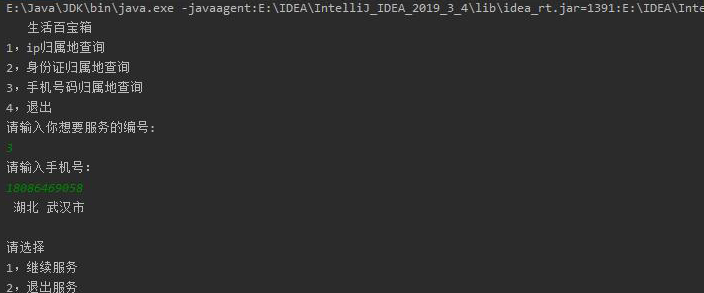 E:\Java\JDK\bin\java.exe -javaagent:E:\IDEA\IntelliJ_IDEA_2019_3_4\lib\idea_rt.jar=1391:E:\IDEA\Inte
生活百宝箱
1，ip归属地查询
2，身份证归属地查询
3，手机号码归属地查询
4，退出
请输入你想要服务的编号：
3
请输入手机号：
18086469058
湖北 武汉市
请选择
1，继续服务
2，退出服务